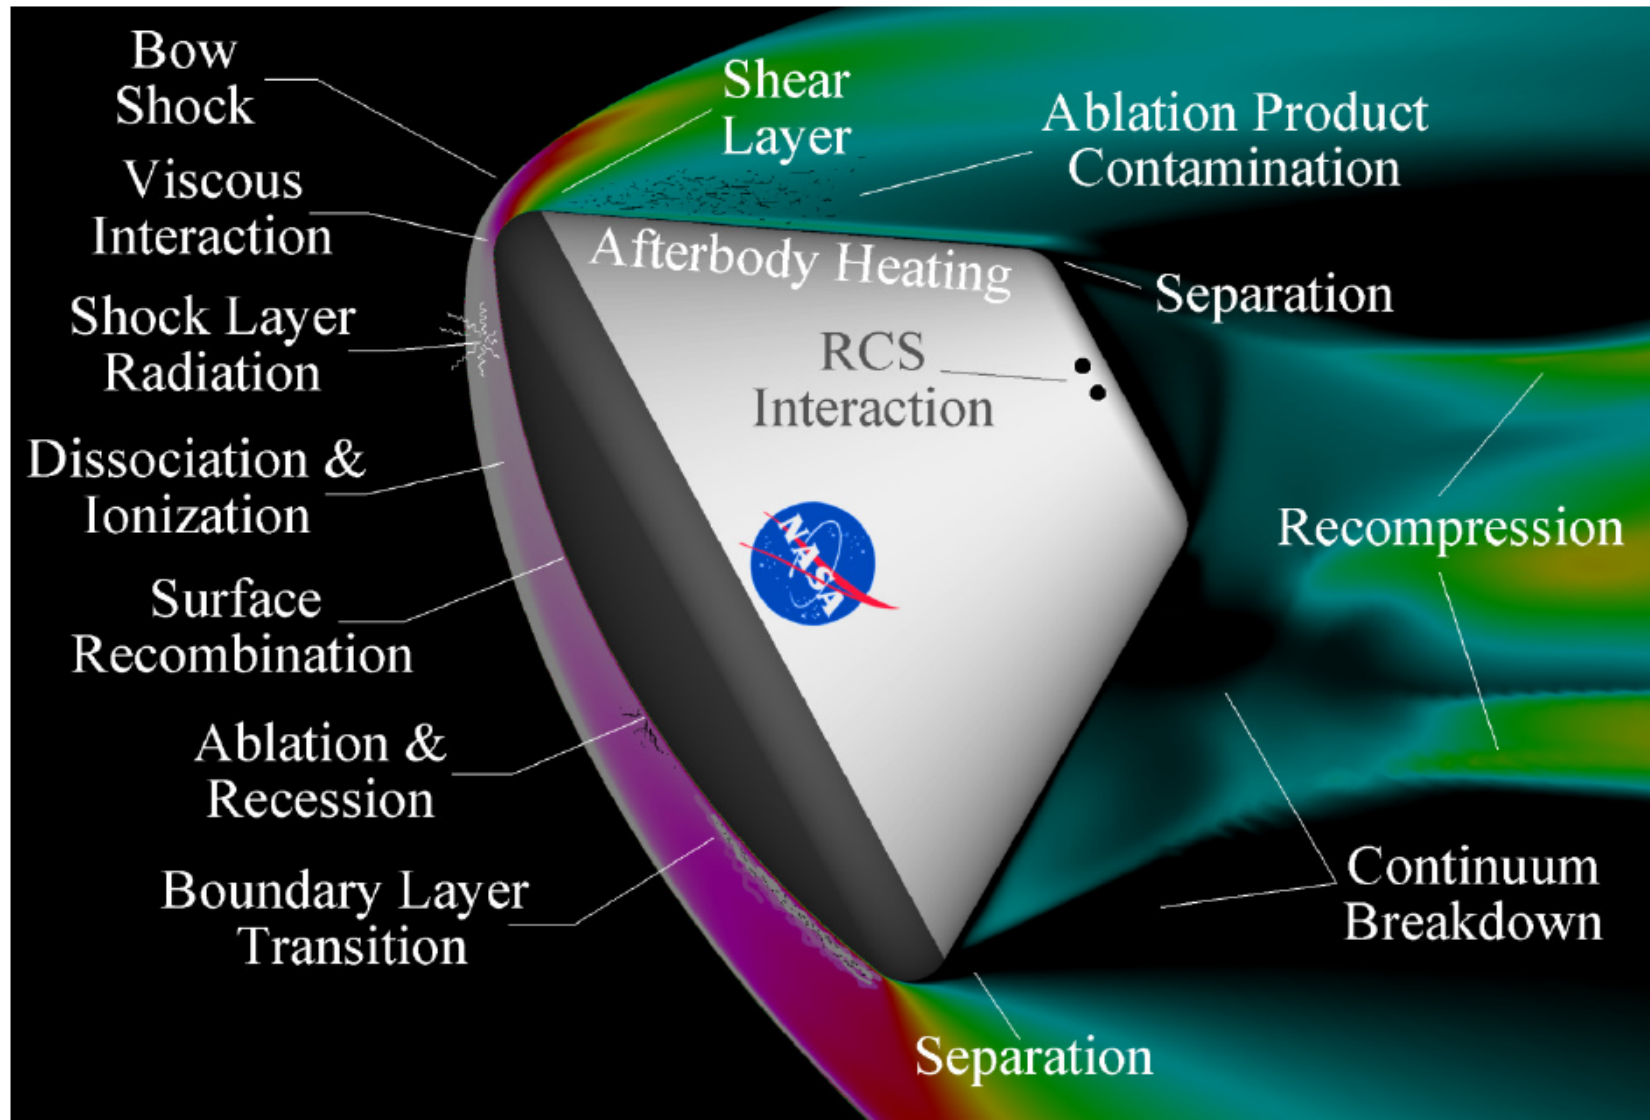 Bow
Shock
Viscous
Interaction
Shock Layer
Radiation
Dissociation &
Ionization
Surface
Recombination
Ablation &
Recession
Boundary Layer
Transition
Shear
Layer
Ablation Product
Contamination
Afterbody Heating
Separation
RCS
Interaction
NASA
Recompression
Continuum
Breakdown
Separation